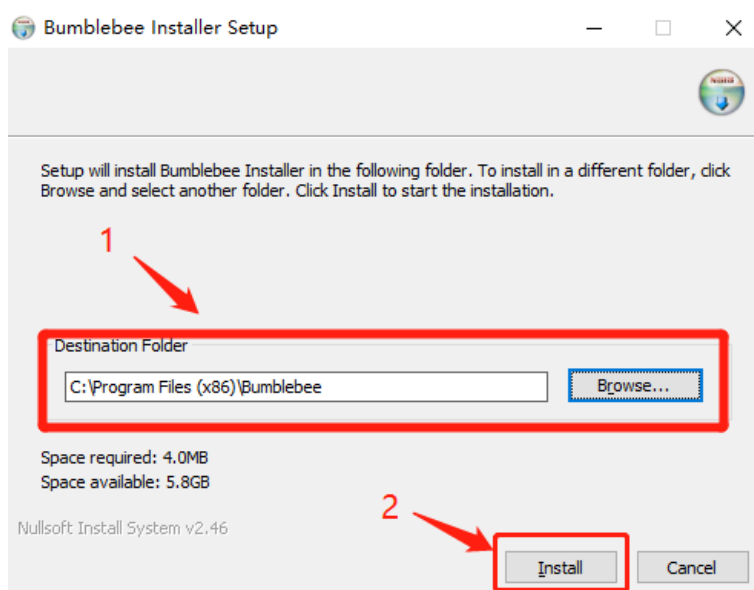 Bumblebee Installer Setup
Setup will install Bumblebee Installer in the following folder. To install in a different folder, click
Browse and select another folder. Click Install to start the installation.
1
Destination Folder
C:\Program Files (x86)\Bumblebee
Browse...
Space required: 4.0MB
Space available: 5.8GB
2
Nullsoft Install System v2.46
Install
Cancel